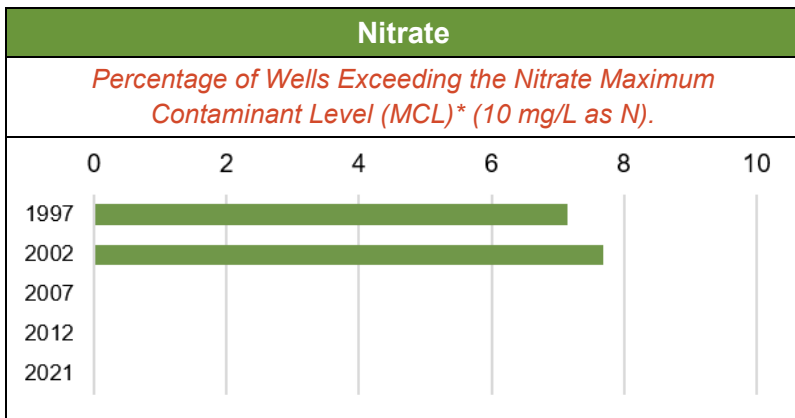 Nitrate
Percentage of Wells Exceeding the Nitrate Maximum
Contaminant Level (MCL)* (10 mg/L as N).
0 2 4 6 8 10
1997
2002
2007
2012
2021